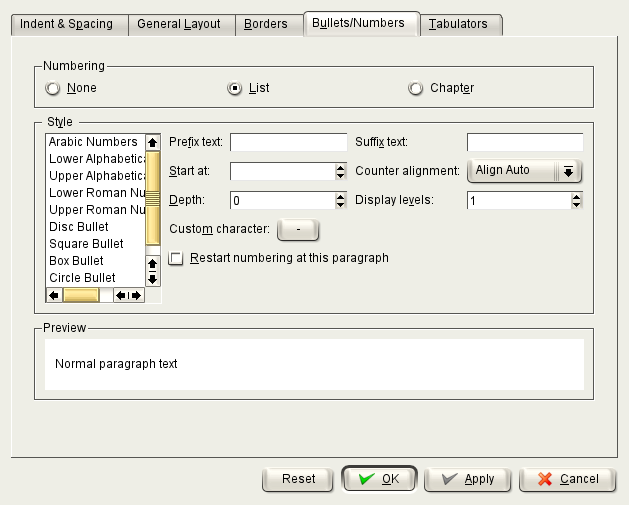 Indent & Spacing General Layout Borders Bullets/Numbers Tabulators
Numbering
None List Chapter
Style
Arabic Numbers
Lower Alphabetica
Upper Alphabetica
Lower Roman Nu
Upper Roman Nu
Disc Bullet
Square Bullet
Box Bullet
Circle Bullet
Prefix text: Suffix text:
Start at: Counter alignment: Align Auto
Depth: 0 Display levels: 1
Custom character: -
Restart numbering at this paragraph
Preview
Normal paragraph text
Reset OK Apply Cancel